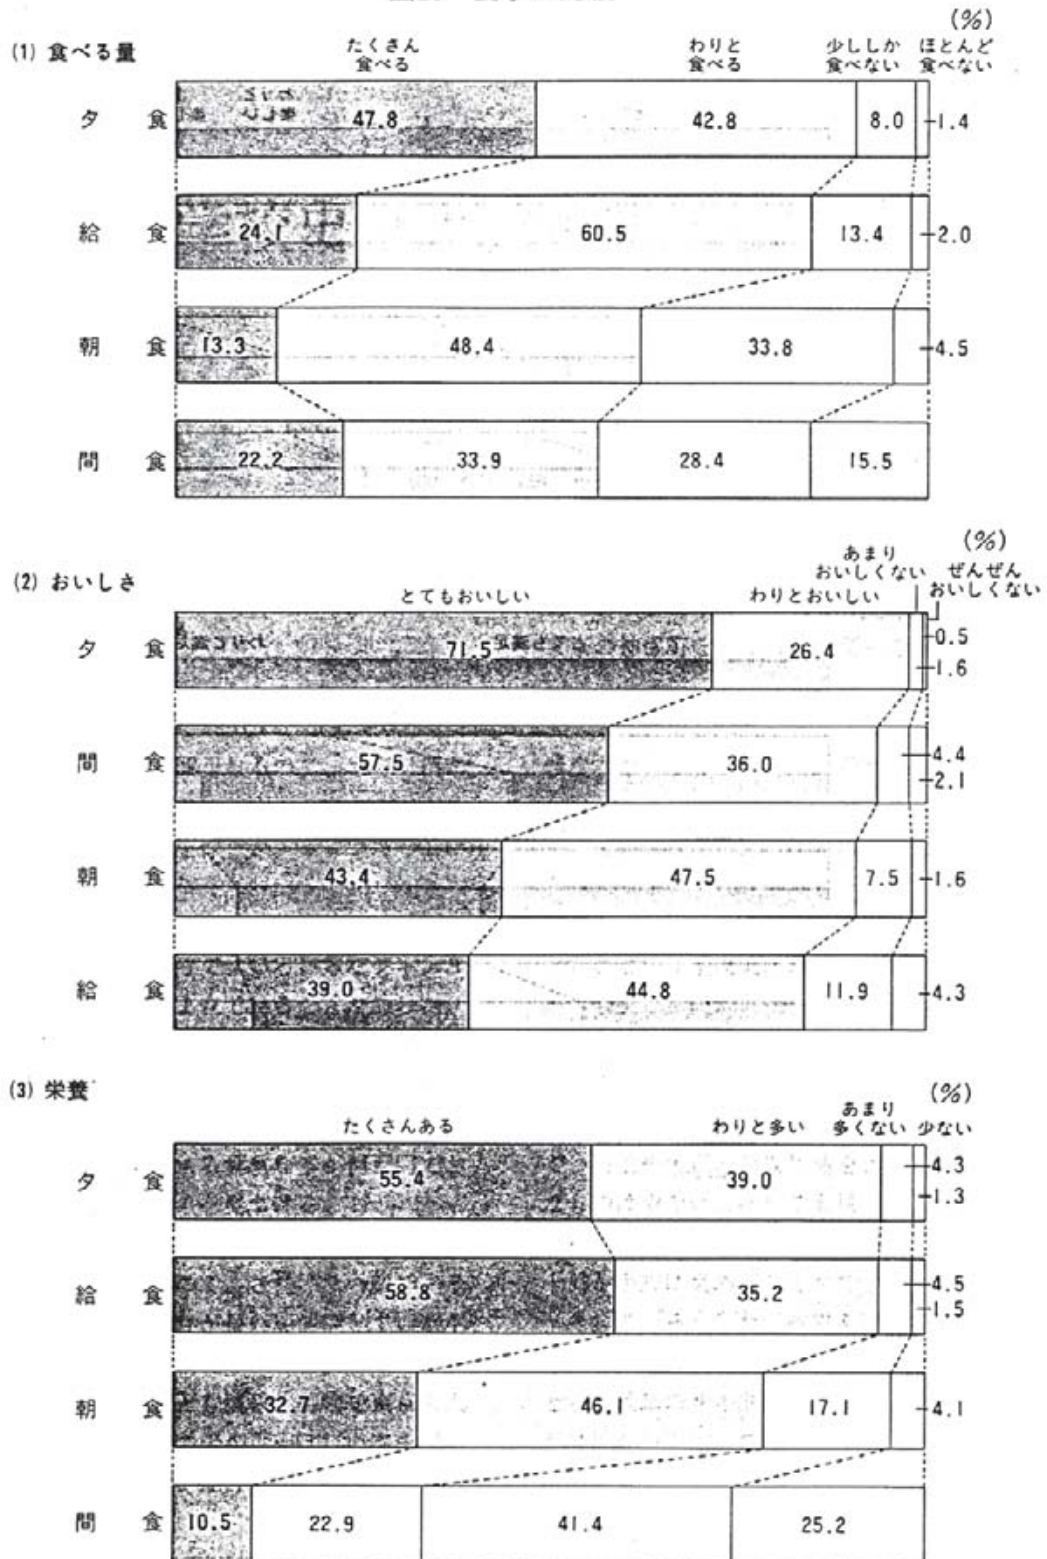 (%)
(1) 食べる量
たくさん 食べる わりと 食べる 少ししか 食べない ほとんど 食べない
夕食 47.8 42.8 8.0 1.4
給食 24.1 60.5 13.4 2.0
朝食 13.3 48.4 33.8 4.5
間食 22.2 33.9 28.4 15.5
(%)
(2) おいしさ
とてもおいしい わりとおいしい あまり おいしくない ぜんぜん おいしくない
夕食 71.5 26.4 0.5
1.6
間食 57.5 36.0 4.4
2.1
朝食 43.4 47.5 7.5 1.6
給食 39.0 44.8 11.9 4.3
(3) 栄養
(%)
たくさんある わりと多い あまり 多くない 少ない
夕食 55.4 39.0 4.3
1.3
給食 58.8 35.2 4.5
1.5
朝食 32.7 46.1 17.1 4.1
間食 10.5 22.9 41.4 25.2